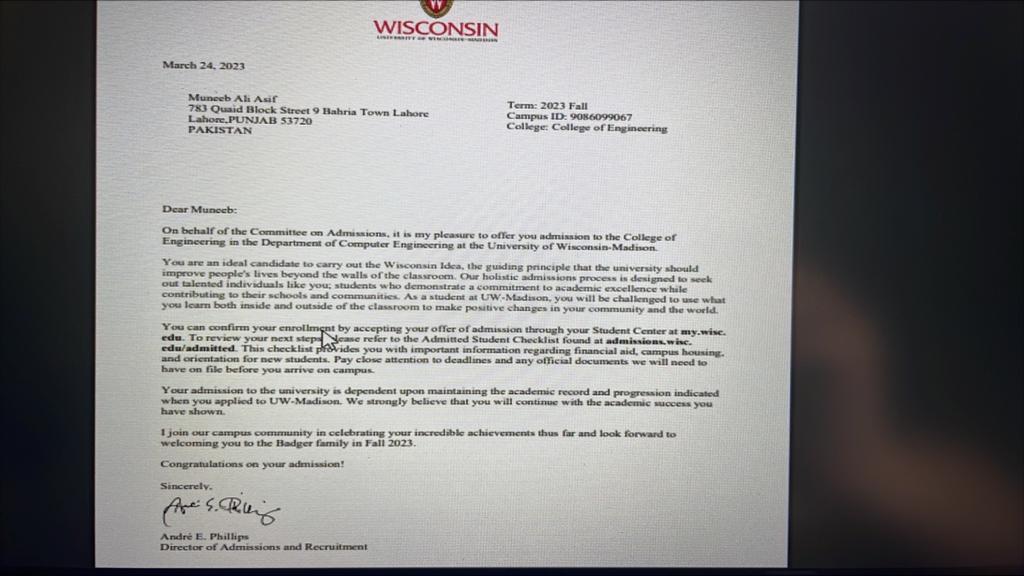 WISCONSIN
UNIVERSITY OF WISCONSIN–MADISON
March 24, 2023
Muneeb Ali Asif
783 Quaid Block Street 9 Bahria Town Lahore
Lahore,PUNJAB 53720
PAKISTAN
Term: 2023 Fall
Campus ID: 9086099067
College: College of Engineering
Dear Muneeb:
On behalf of the Committee on Admissions, it is my pleasure to offer you admission to the College of
Engineering in the Department of Computer Engineering at the University of Wisconsin-Madison.
You are an ideal candidate to carry out the Wisconsin Idea, the guiding principle that the university should
improve people's lives beyond the walls of the classroom. Our holistic admissions process is designed to seek
out talented individuals like you; students who demonstrate a commitment to academic excellence while
contributing to their schools and communities. As a student at UW-Madison, you will be challenged to use what
you learn both inside and outside of the classroom to make positive changes in your community and the world.
You can confirm your enrollment by accepting your offer of admission through your Student Center at my.wisc.
edu. To review your next steps please refer to the Admitted Student Checklist found at admissions.wisc.
edu/admitted. This checklist provides you with important information regarding financial aid, campus housing,
and orientation for new students. Pay close attention to deadlines and any official documents we will need to
have on file before you arrive on campus.
Your admission to the university is dependent upon maintaining the academic record and progression indicated
when you applied to UW-Madison. We strongly believe that you will continue with the academic success you
have shown.
I join our campus community in celebrating your incredible achievements thus far and look forward to
welcoming you to the Badger family in Fall 2023.
Congratulations on your admission!
Sincerely,
André E. Phillips
Director of Admissions and Recruitment